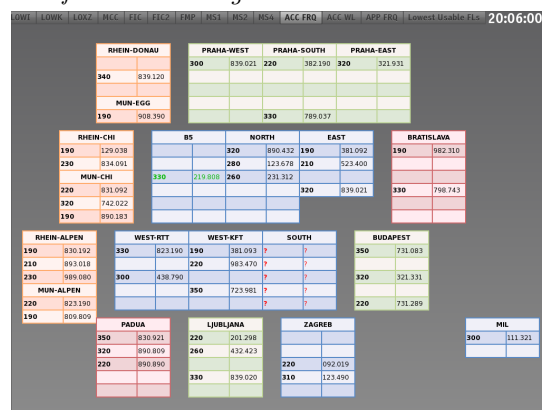 LOWI LOWK LOXZ MCC FIC FIC2 FMP MS1 MS2 MS4 ACC FRQ ACC WL APP FRQ Lowest Usable FLs 20:06:00
RHEIN-DONAU
340 839.120
MUN-EGG
190 908.390
PRAHA-WEST PRAHA-SOUTH PRAHA-EAST
300 839.021 220 382.190 320 321.931
330 789.037
RHEIN-CHI
190 129.038
230 834.091
MUN-CHI
220 831.092
320 742.022
190 890.183
B5 NORTH EAST
320 890.432 190 381.092
280 123.678 210 523.400
330 219.808 260 231.312
320 839.021
BRATISLAVA
190 982.310
330 798.743
RHEIN-ALPEN
190 830.192
210 893.018
230 989.080
MUN-ALPEN
220 823.190
190 809.809
WEST-RTT WEST-KFT SOUTH
330 823.190 190 381.093 ? ?
220 983.470 ? ?
300 438.790 ? ?
350 723.981 ? ?
? ?
BUDAPEST
350 731.083
320 321.331
220 731.289
PADUA
350 830.921
320 890.809
220 890.890
LJUBLJANA
220 201.298
260 432.423
330 839.020
ZAGREB
220 092.019
310 123.490
MIL
300 111.321